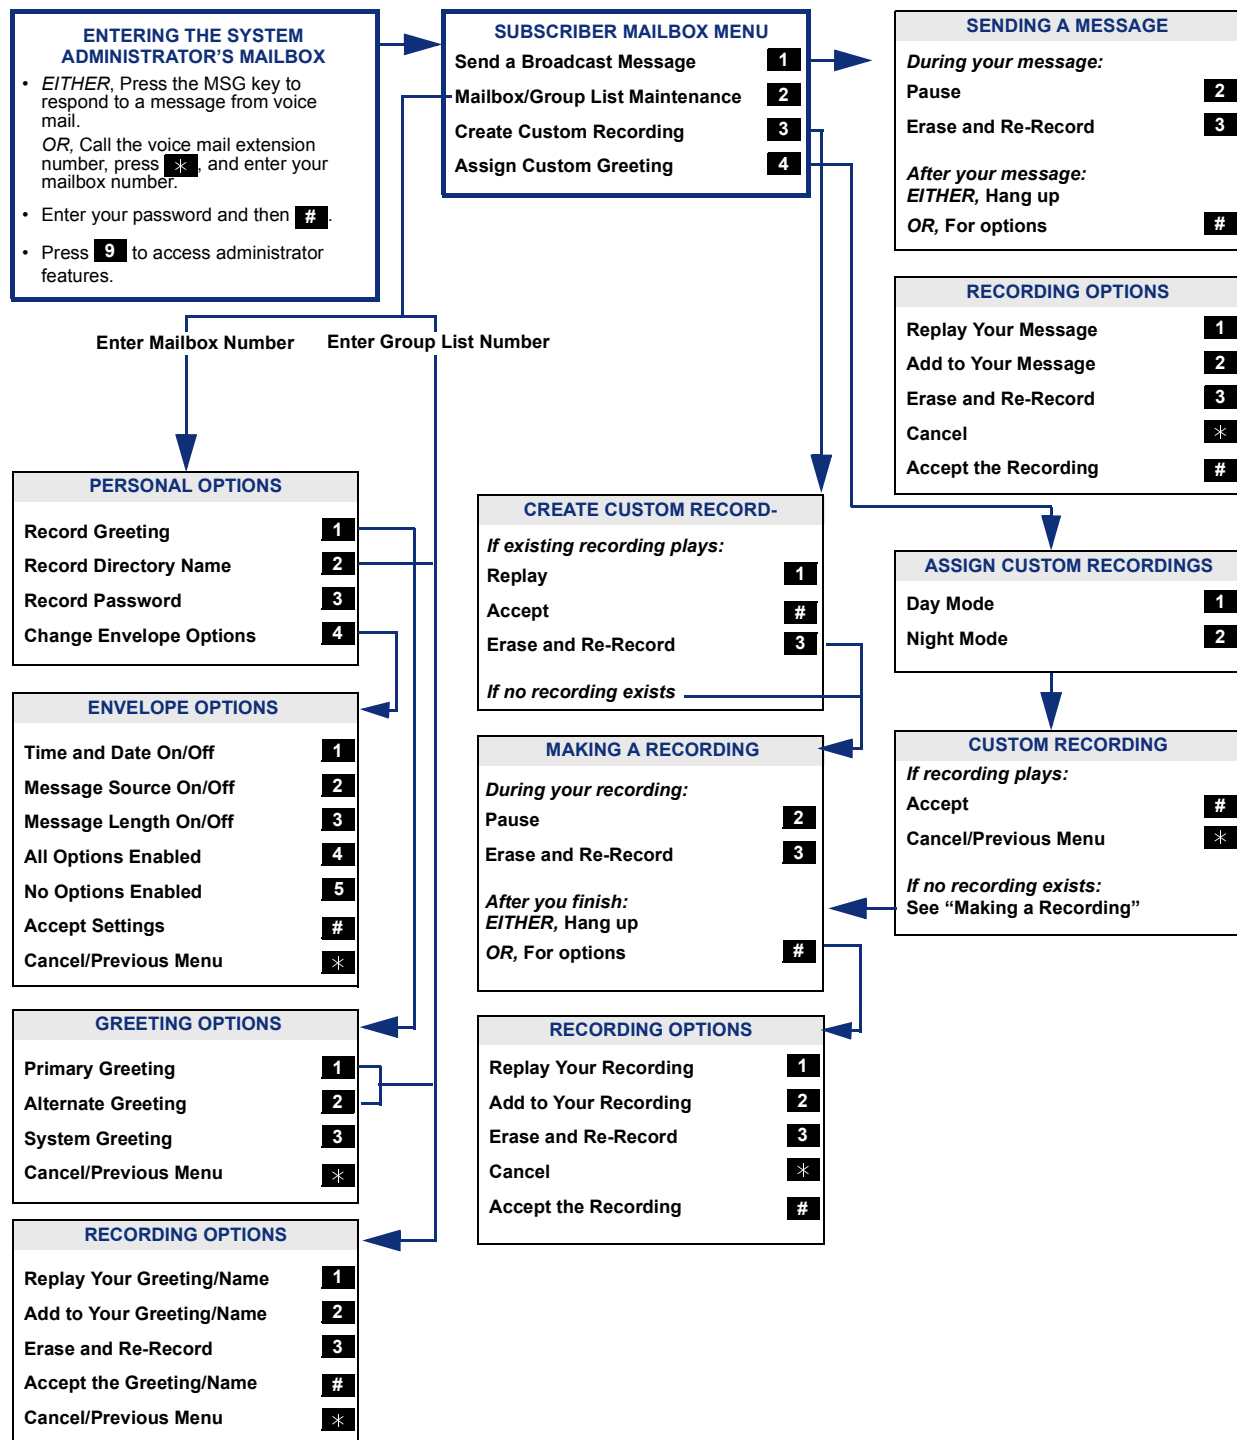 ENTERING THE SYSTEM
ADMINISTRATOR'S MAILBOX
• EITHER, Press the MSG key to
respond to a message from voice
mail.
OR, Call the voice mail extension
number, press *, and enter your
mailbox number.
• Enter your password and then #.
• Press 9 to access administrator
features.
SUBSCRIBER MAILBOX MENU
Send a Broadcast Message 1
Mailbox/Group List Maintenance 2
Create Custom Recording 3
Assign Custom Greeting 4
SENDING A MESSAGE
During your message:
Pause 2
Erase and Re-Record 3
After your message:
EITHER, Hang up
OR, For options #
RECORDING OPTIONS
Replay Your Message 1
Add to Your Message 2
Erase and Re-Record 3
Cancel *
Accept the Recording #
Enter Mailbox Number
Enter Group List Number
PERSONAL OPTIONS
Record Greeting 1
Record Directory Name 2
Record Password 3
Change Envelope Options 4
ENVELOPE OPTIONS
Time and Date On/Off 1
Message Source On/Off 2
Message Length On/Off 3
All Options Enabled 4
No Options Enabled 5
Accept Settings #
Cancel/Previous Menu *
GREETING OPTIONS
Primary Greeting 1
Alternate Greeting 2
System Greeting 3
Cancel/Previous Menu *
RECORDING OPTIONS
Replay Your Greeting/Name 1
Add to Your Greeting/Name 2
Erase and Re-Record 3
Accept the Greeting/Name #
Cancel/Previous Menu *
CREATE CUSTOM RECORD-
If existing recording plays:
Replay 1
Accept #
Erase and Re-Record 3
If no recording exists
MAKING A RECORDING
During your recording:
Pause 2
Erase and Re-Record 3
After you finish:
EITHER, Hang up
OR, For options #
RECORDING OPTIONS
Replay Your Recording 1
Add to Your Recording 2
Erase and Re-Record 3
Cancel *
Accept the Recording #
ASSIGN CUSTOM RECORDINGS
Day Mode 1
Night Mode 2
CUSTOM RECORDING
If recording plays:
Accept #
Cancel/Previous Menu *
If no recording exists:
See “Making a Recording”